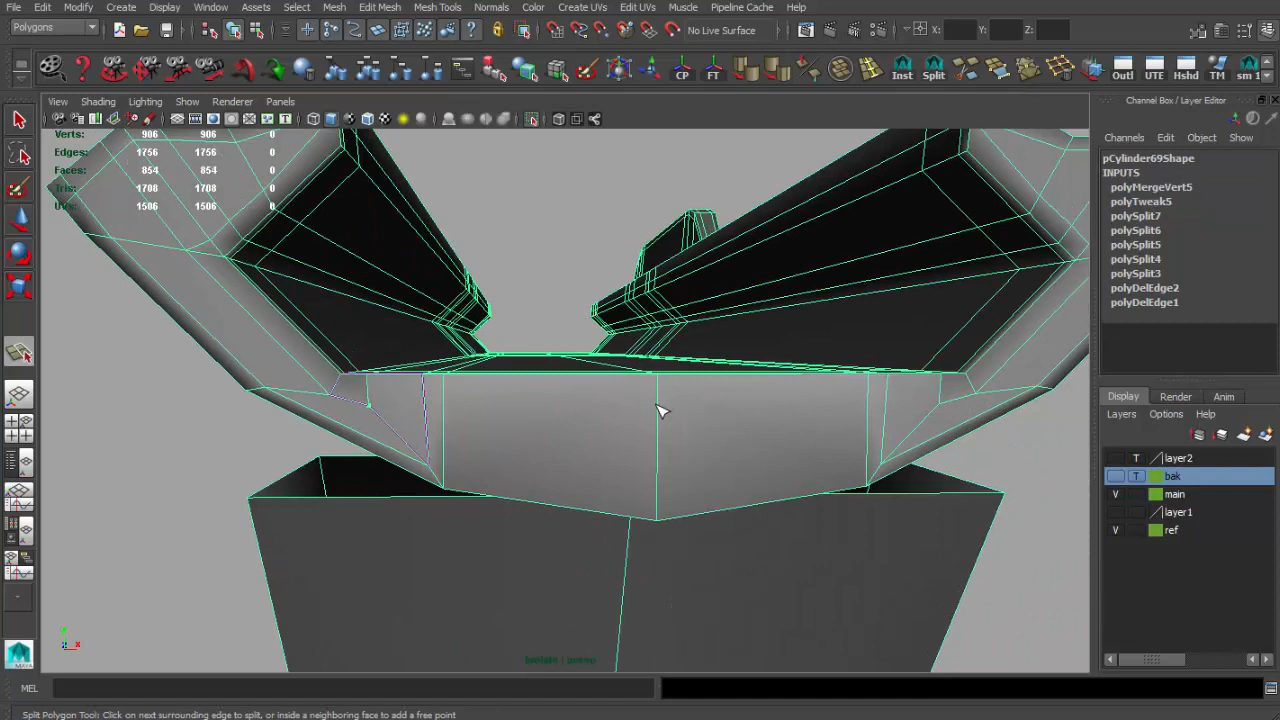 File Edit Modify Create Display Window Assets Select Mesh Edit Mesh Mesh Tools Normals Color Create UVs Edit UVs Muscle Pipeline Cache Help
Polygons No Live Surface X: Y: Z:
CP FT Inst Split Outl UTE Hshd TM sm 1
View Shading Lighting Show Renderer Panels
Channel Box / Layer Editor
Channels Edit Object Show
Verts: 906 906 0
Edges: 1756 1756 0
Faces: 854 854 0
Tris: 1708 1708 0
UVs: 1506 1506 0
pCylinder69Shape
INPUTS
polyMergeVert5
polyTweak5
polySplit7
polySplit6
polySplit5
polySplit4
polySplit3
polyDelEdge2
polyDelEdge1
Display Render Anim
Layers Options Help
T layer2
T bak
V main
layer1
V ref
Isolate : persp
MAYA
MEL
Split Polygon Tool: Click on next surrounding edge to split, or inside a neighboring face to add a free point